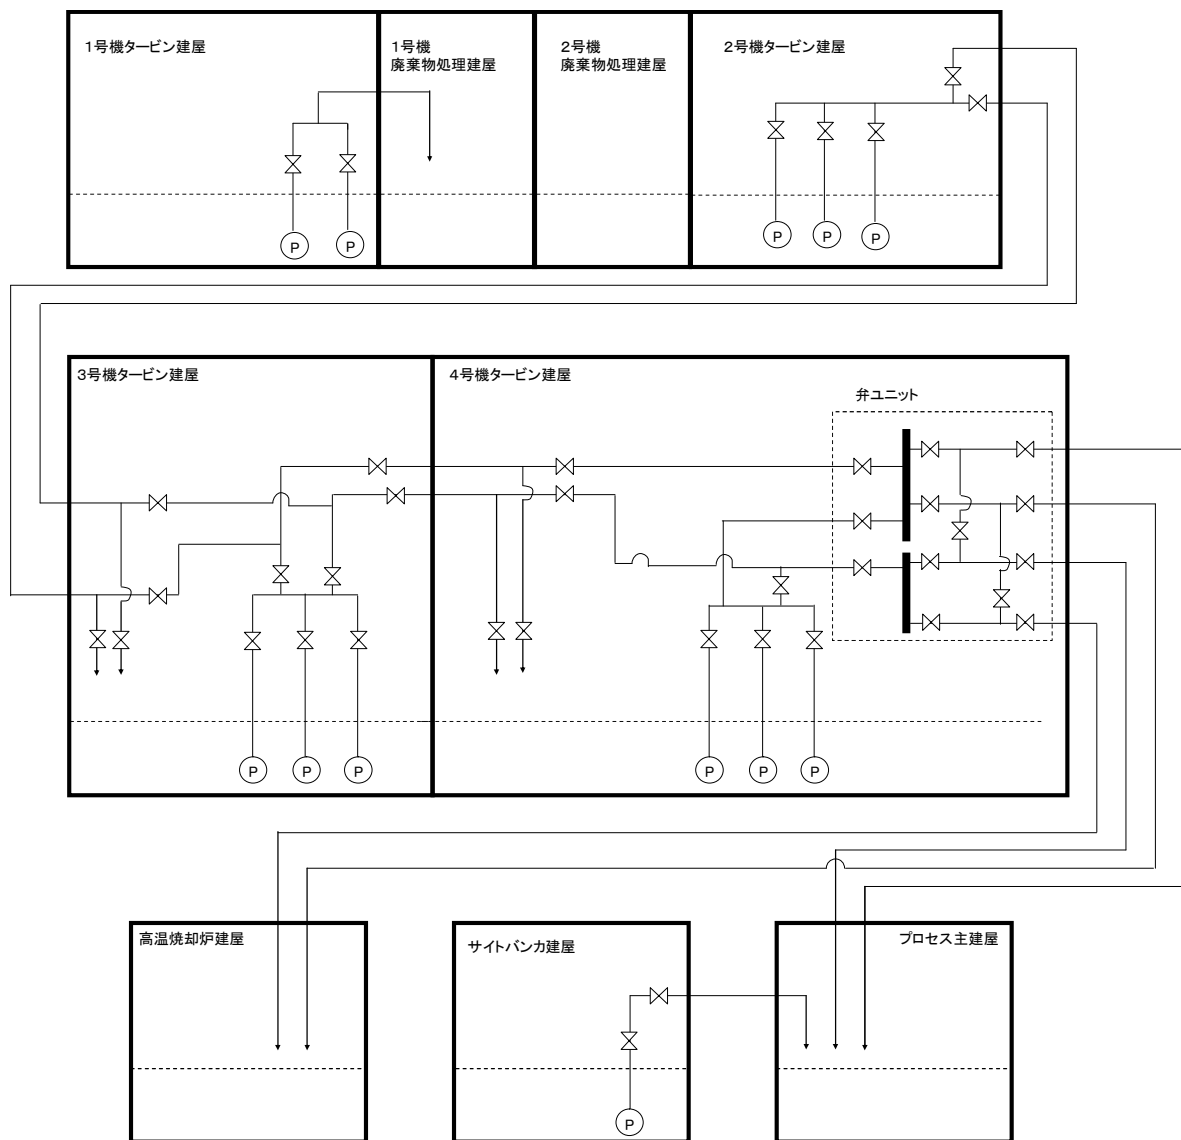 1号機タービン建屋
1号機
廃棄物処理建屋
2号機
廃棄物処理建屋
2号機タービン建屋
P
P
P
P
P
3号機タービン建屋
4号機タービン建屋
弁ユニット
P
P
P
P
P
P
高温焼却炉建屋
サイトバンカ建屋
プロセス主建屋
P